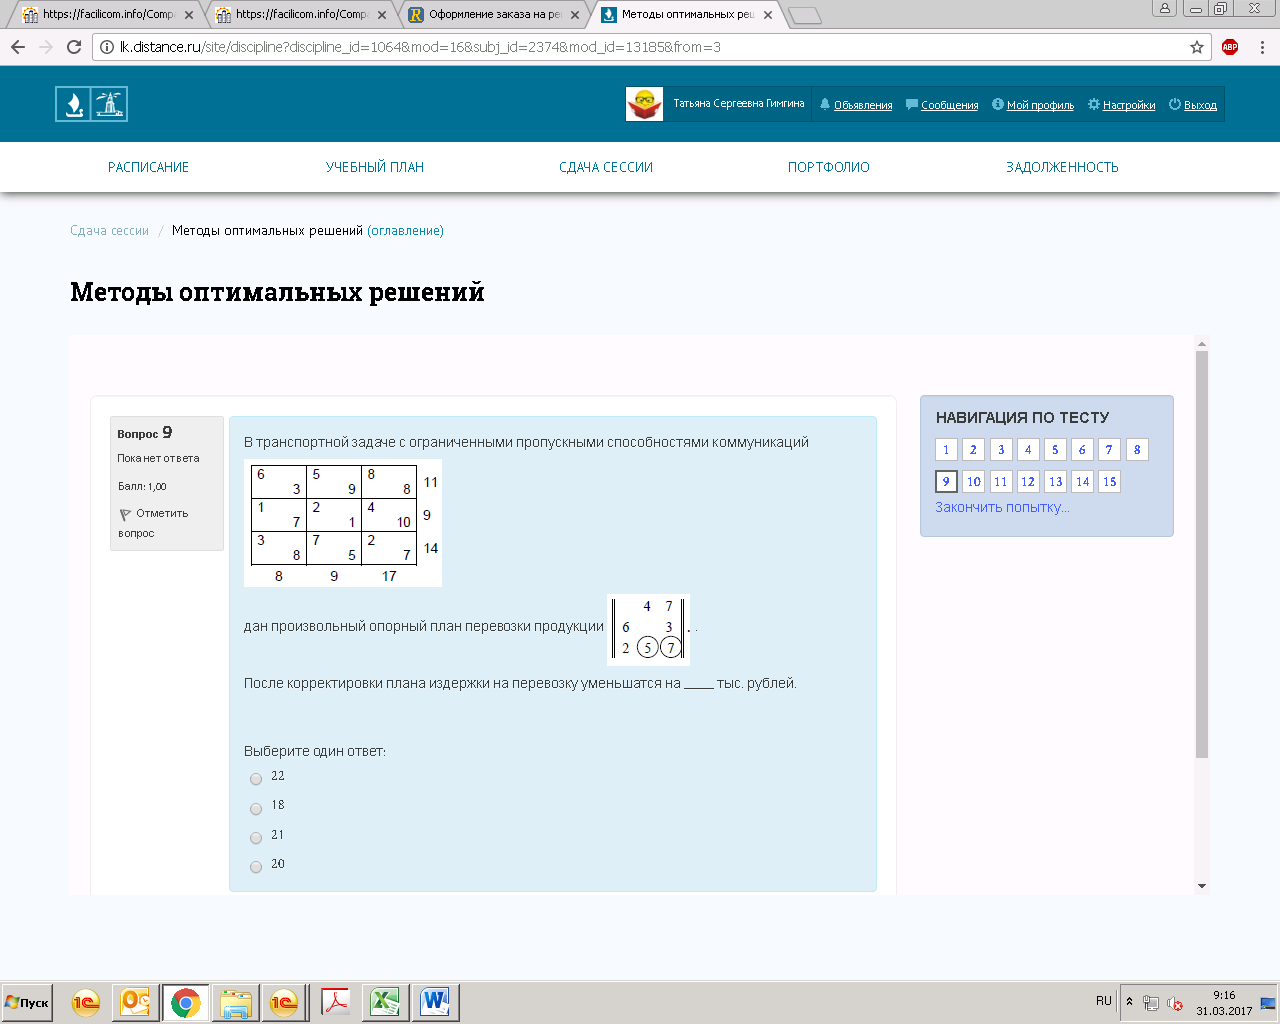 https://facilicom.info/Compa
https://facilicom.info/Compa
Оформление заказа на ре
Методы оптимальных реш
lk.distance.ru/site/discipline?discipline_id=1064&mod=16&subj_id=2374&mod_id=13185&from=3
ABP
Татьяна Сергеевна Гимгина
Объявления
Сообщения
Мой профиль
Настройки
Выход
РАСПИСАНИЕ
УЧЕБНЫЙ ПЛАН
СДАЧА СЕССИИ
ПОРТФОЛИО
ЗАДОЛЖЕННОСТЬ
Сдача сессии / Методы оптимальных решений (оглавление)
Методы оптимальных решений
Вопрос 9
Пока нет ответа
Балл: 1,00
Отметить
вопрос
В транспортной задаче с ограниченными пропускными способностями коммуникаций
6 5 8
3 9 8 11
1 2 4
7 1 10 9
3 7 2
8 5 7 14
8 9 17
4 7
дан произвольный опорный план перевозки продукции 6 3 . .
2 5 7
После корректировки плана издержки на перевозку уменьшатся на ____ тыс. рублей.
Выберите один ответ:
22
18
21
20
НАВИГАЦИЯ ПО ТЕСТУ
1 2 3 4 5 6 7 8
9 10 11 12 13 14 15
Закончить попытку...
Пуск
RU
9:16
31.03.2017